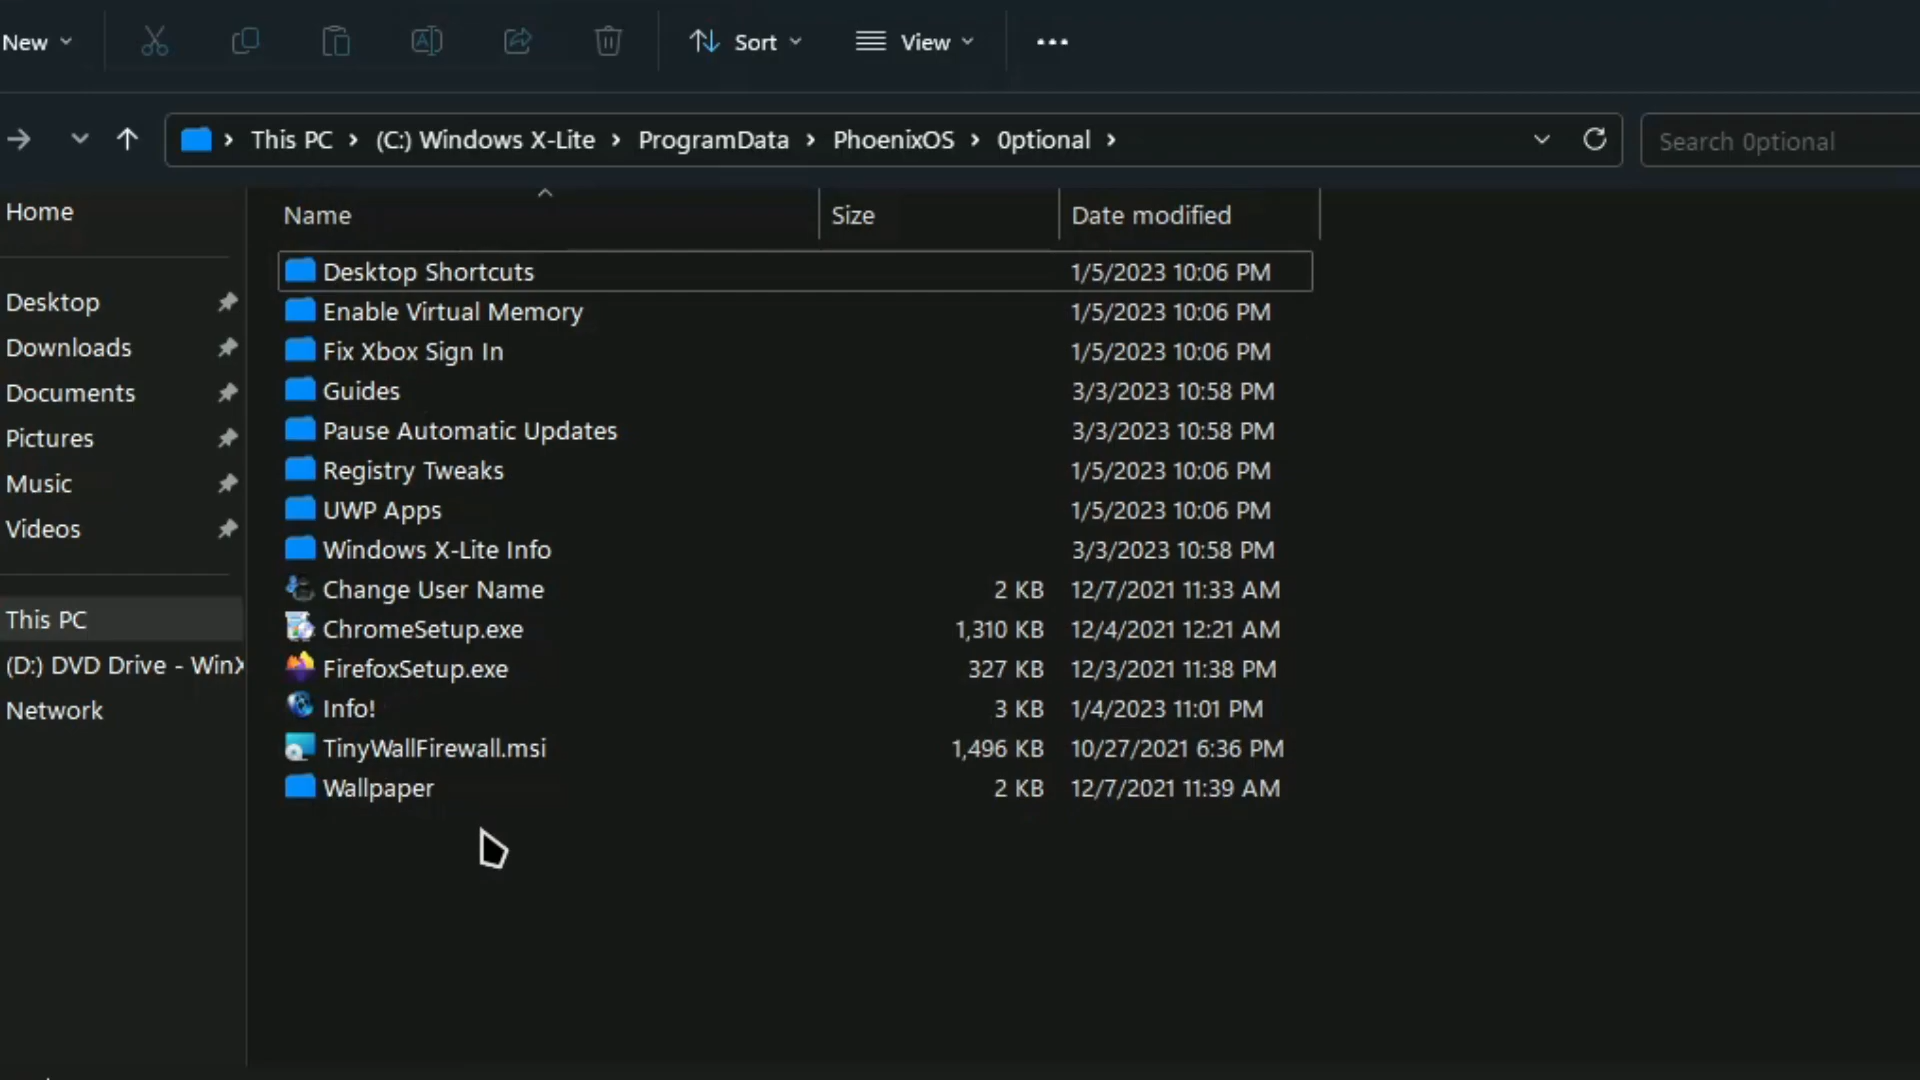 New Sort View
This PC > (C:) Windows X-Lite > ProgramData > PhoenixOS > 0ptional > Search 0ptional
Home
Desktop
Downloads
Documents
Pictures
Music
Videos
This PC
(D:) DVD Drive - WinX
Network
Name Size Date modified
Desktop Shortcuts 1/5/2023 10:06 PM
Enable Virtual Memory 1/5/2023 10:06 PM
Fix Xbox Sign In 1/5/2023 10:06 PM
Guides 3/3/2023 10:58 PM
Pause Automatic Updates 3/3/2023 10:58 PM
Registry Tweaks 1/5/2023 10:06 PM
UWP Apps 1/5/2023 10:06 PM
Windows X-Lite Info 3/3/2023 10:58 PM
Change User Name 2 KB 12/7/2021 11:33 AM
ChromeSetup.exe 1,310 KB 12/4/2021 12:21 AM
FirefoxSetup.exe 327 KB 12/3/2021 11:38 PM
Info! 3 KB 1/4/2023 11:01 PM
TinyWallFirewall.msi 1,496 KB 10/27/2021 6:36 PM
Wallpaper 2 KB 12/7/2021 11:39 AM